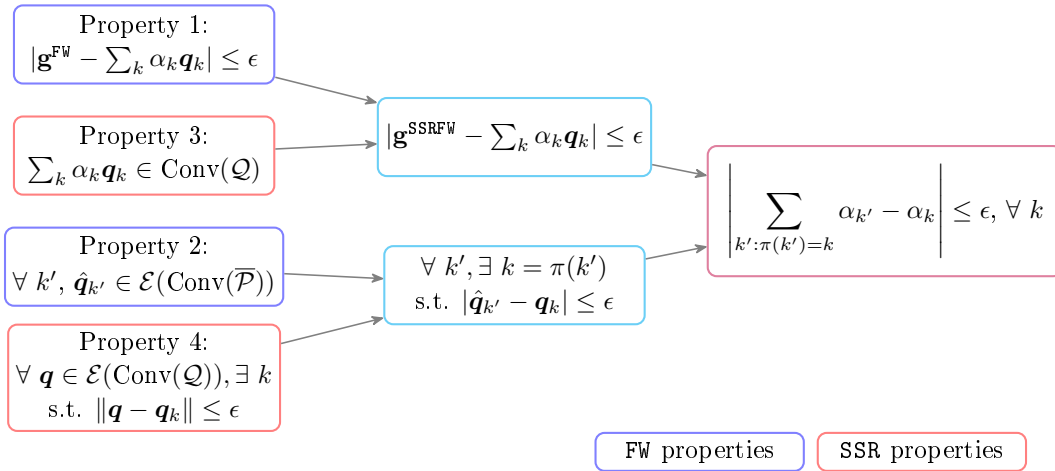 Property 1:
|g^FW − ∑_k α_k q_k| ≤ ϵ
Property 3:
∑_k α_k q_k ∈ Conv(𝒬)
Property 2:
∀ k′, q̂_{k′} ∈ ℰ(Conv(𝒫̅))
Property 4:
∀ q ∈ ℰ(Conv(𝒬)), ∃ k
s.t. ‖q − q_k‖ ≤ ϵ
|g^SSRFW − ∑_k α_k q_k| ≤ ϵ
∀ k′, ∃ k = π(k′)
s.t. |q̂_{k′} − q_k| ≤ ϵ
|∑_{k′:π(k′)=k} α_{k′} − α_k| ≤ ϵ, ∀ k
FW properties
SSR properties